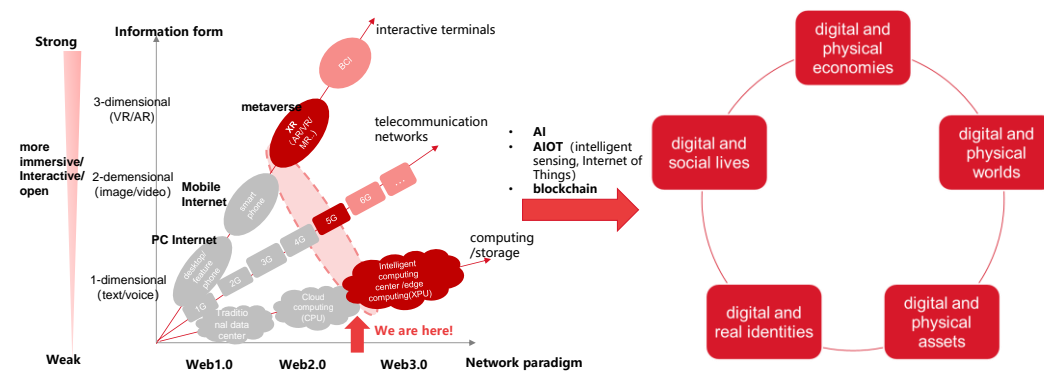 Strong
Information form
interactive terminals
BCI
3-dimensional
(VR/AR)
metaverse
XR
(AR/VR/
MR..)
telecommunication
networks
more
immersive/
Interactive/
open
2-demensional
(image/video)
Mobile
Internet
smart
phone
PC Internet
desktop/
feature
phone
1G
2G
3G
4G
5G
6G
...
1-dimensional
(text/voice)
computing
/storage
Traditio
nal data
center
Cloud
computing
(CPU)
Intelligent
computing
center /edge
computing(XPU)
We are here!
Weak
Web1.0
Web2.0
Web3.0
Network paradigm
• AI
• AIOT（intelligent
sensing, Internet of
Things）
• blockchain
digital and
physical
economies
digital and
social lives
digital and
physical
worlds
digital and
real identities
digital and
physical
assets